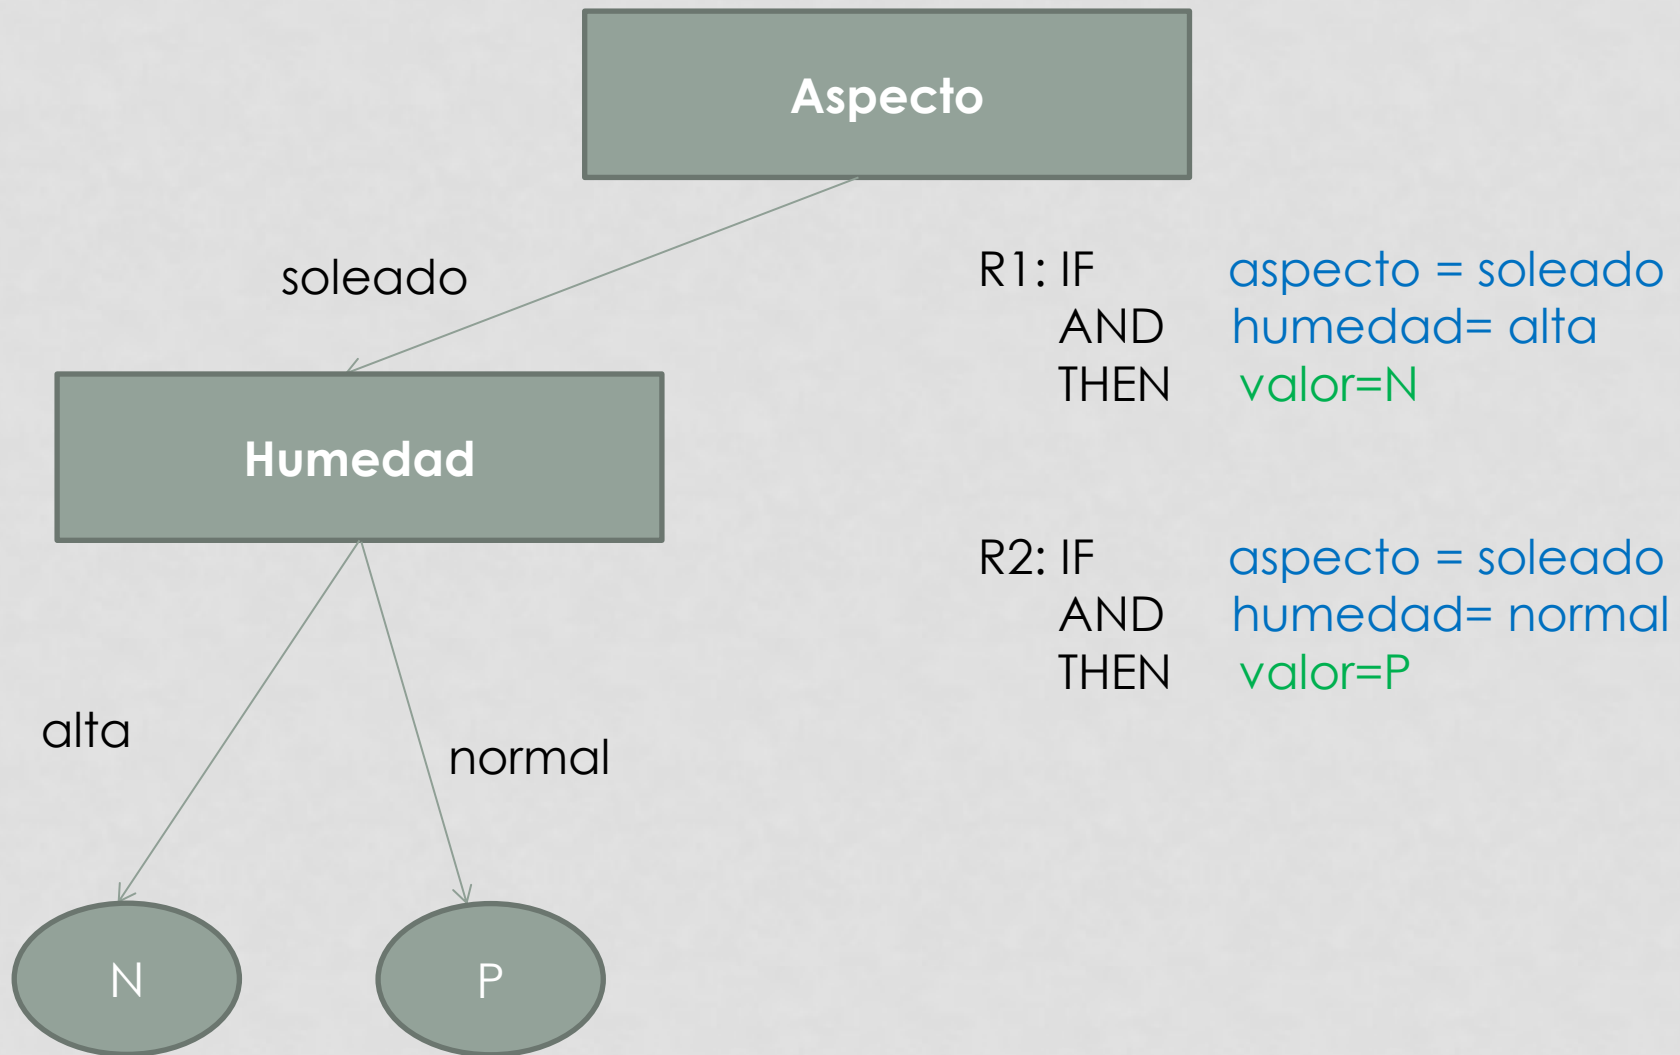 Aspecto
soleado
Humedad
alta
normal
N
P
R1: IF aspecto = soleado
AND humedad= alta
THEN valor=N
R2: IF aspecto = soleado
AND humedad= normal
THEN valor=P